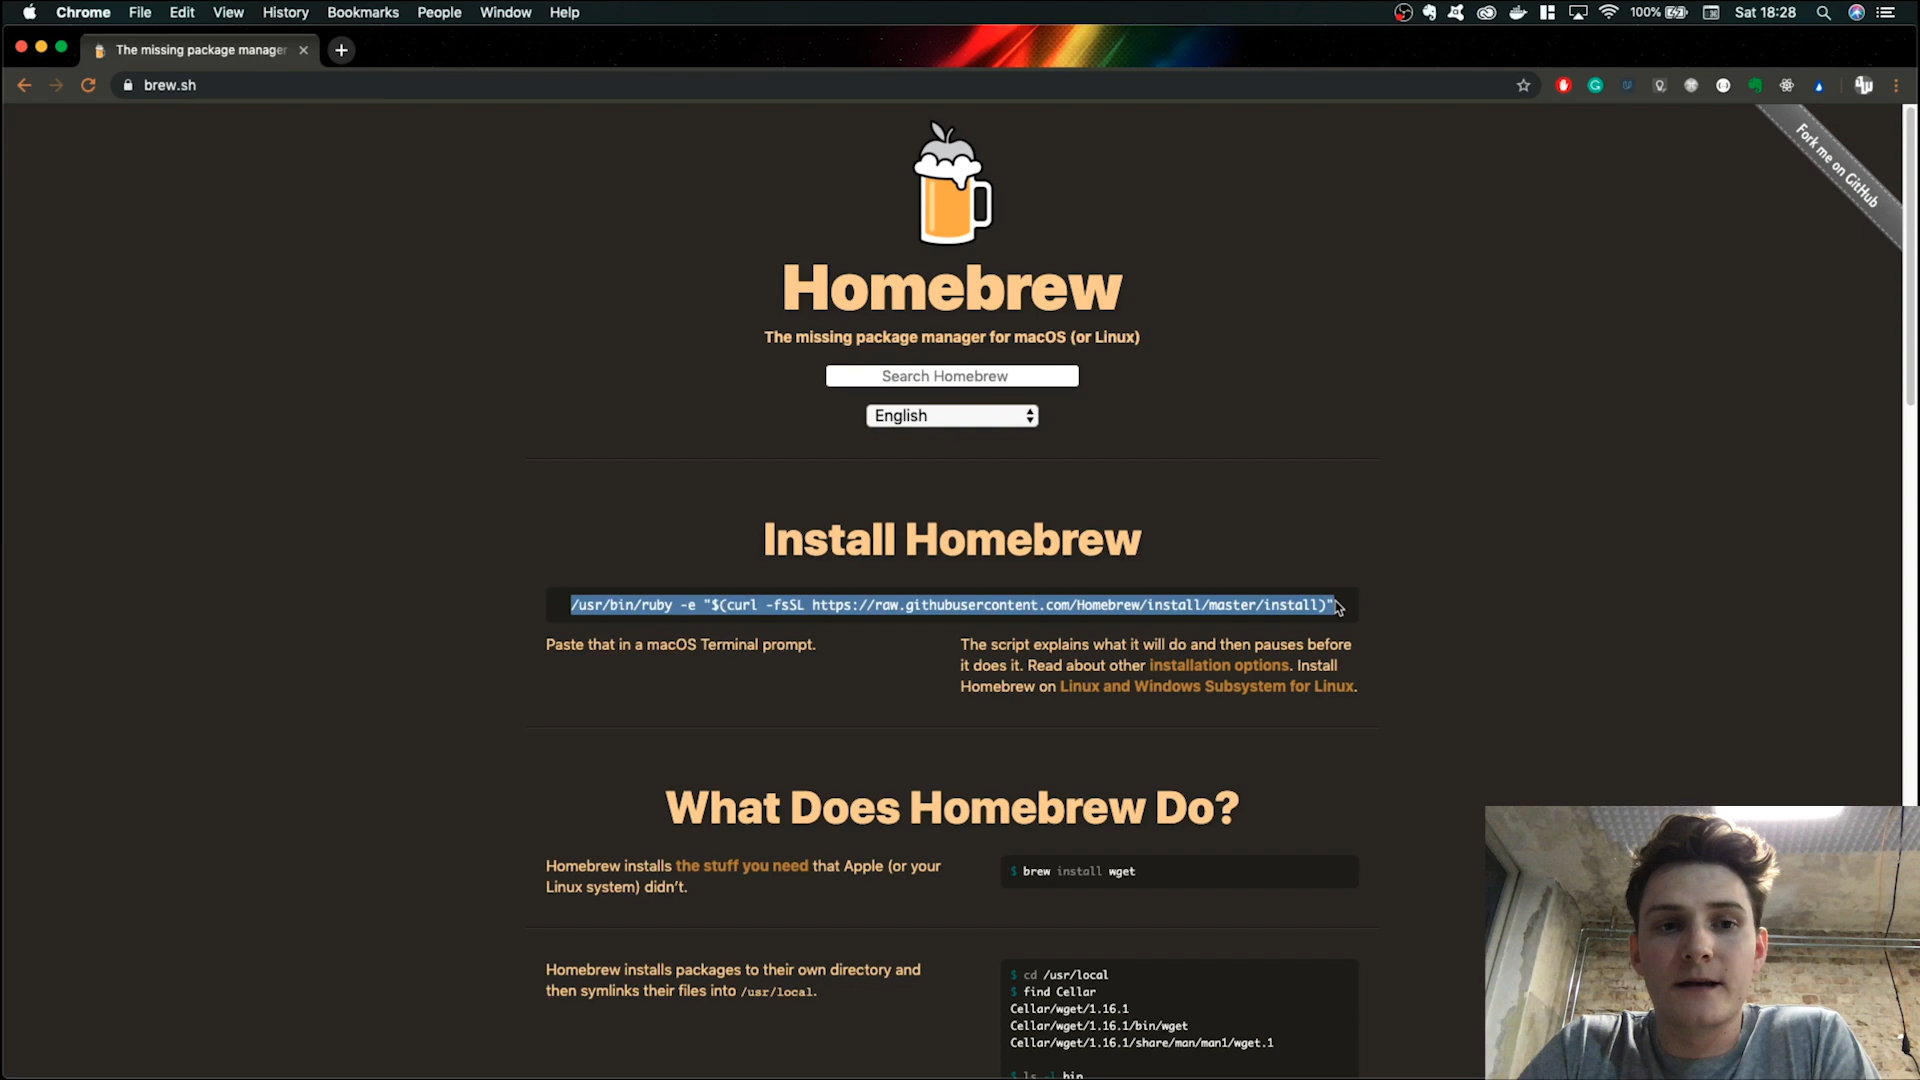 Chrome File Edit View History Bookmarks People Window Help
100% Sat 18:28
The missing package manager
brew.sh
Fork me on GitHub
Homebrew
The missing package manager for macOS (or Linux)
Search Homebrew
English
Install Homebrew
/usr/bin/ruby -e "$(curl -fsSL https://raw.githubusercontent.com/Homebrew/install/master/install)"
Paste that in a macOS Terminal prompt.
The script explains what it will do and then pauses before
it does it. Read about other installation options. Install
Homebrew on Linux and Windows Subsystem for Linux.
What Does Homebrew Do?
Homebrew installs the stuff you need that Apple (or your
Linux system) didn’t.
$ brew install wget
Homebrew installs packages to their own directory and
then symlinks their files into /usr/local.
$ cd /usr/local
$ find Cellar
Cellar/wget/1.16.1
Cellar/wget/1.16.1/bin/wget
Cellar/wget/1.16.1/share/man/man1/wget.1
$ ls -l bin